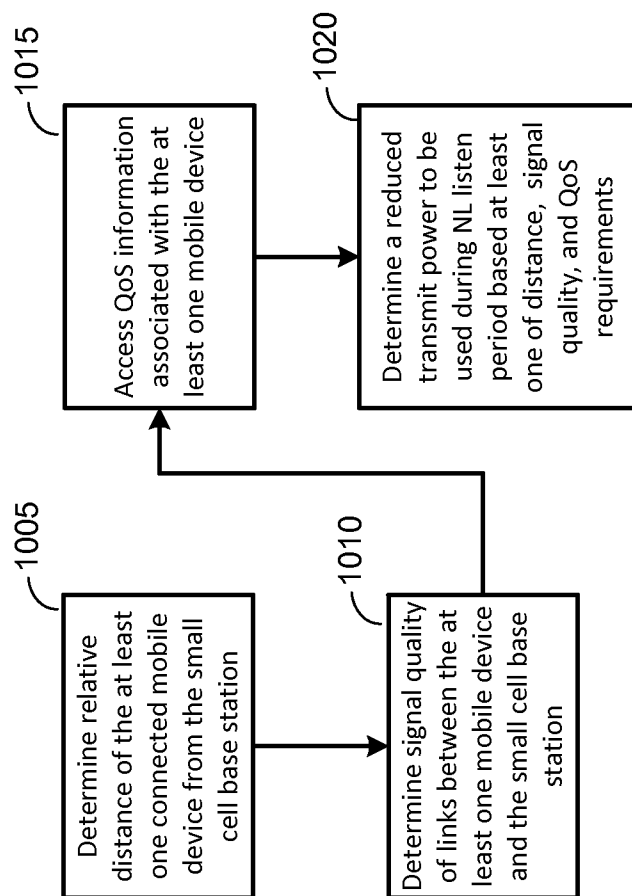 1005
Determine relative
distance of the at least
one connected mobile
device from the small
cell base station
1010
Determine signal quality
of links between the at
least one mobile device
and the small cell base
station
1015
Access QoS information
associated with the at
least one mobile device
1020
Determine a reduced
transmit power to be
used during NL listen
period based at least
one of distance, signal
quality, and QoS
requirements